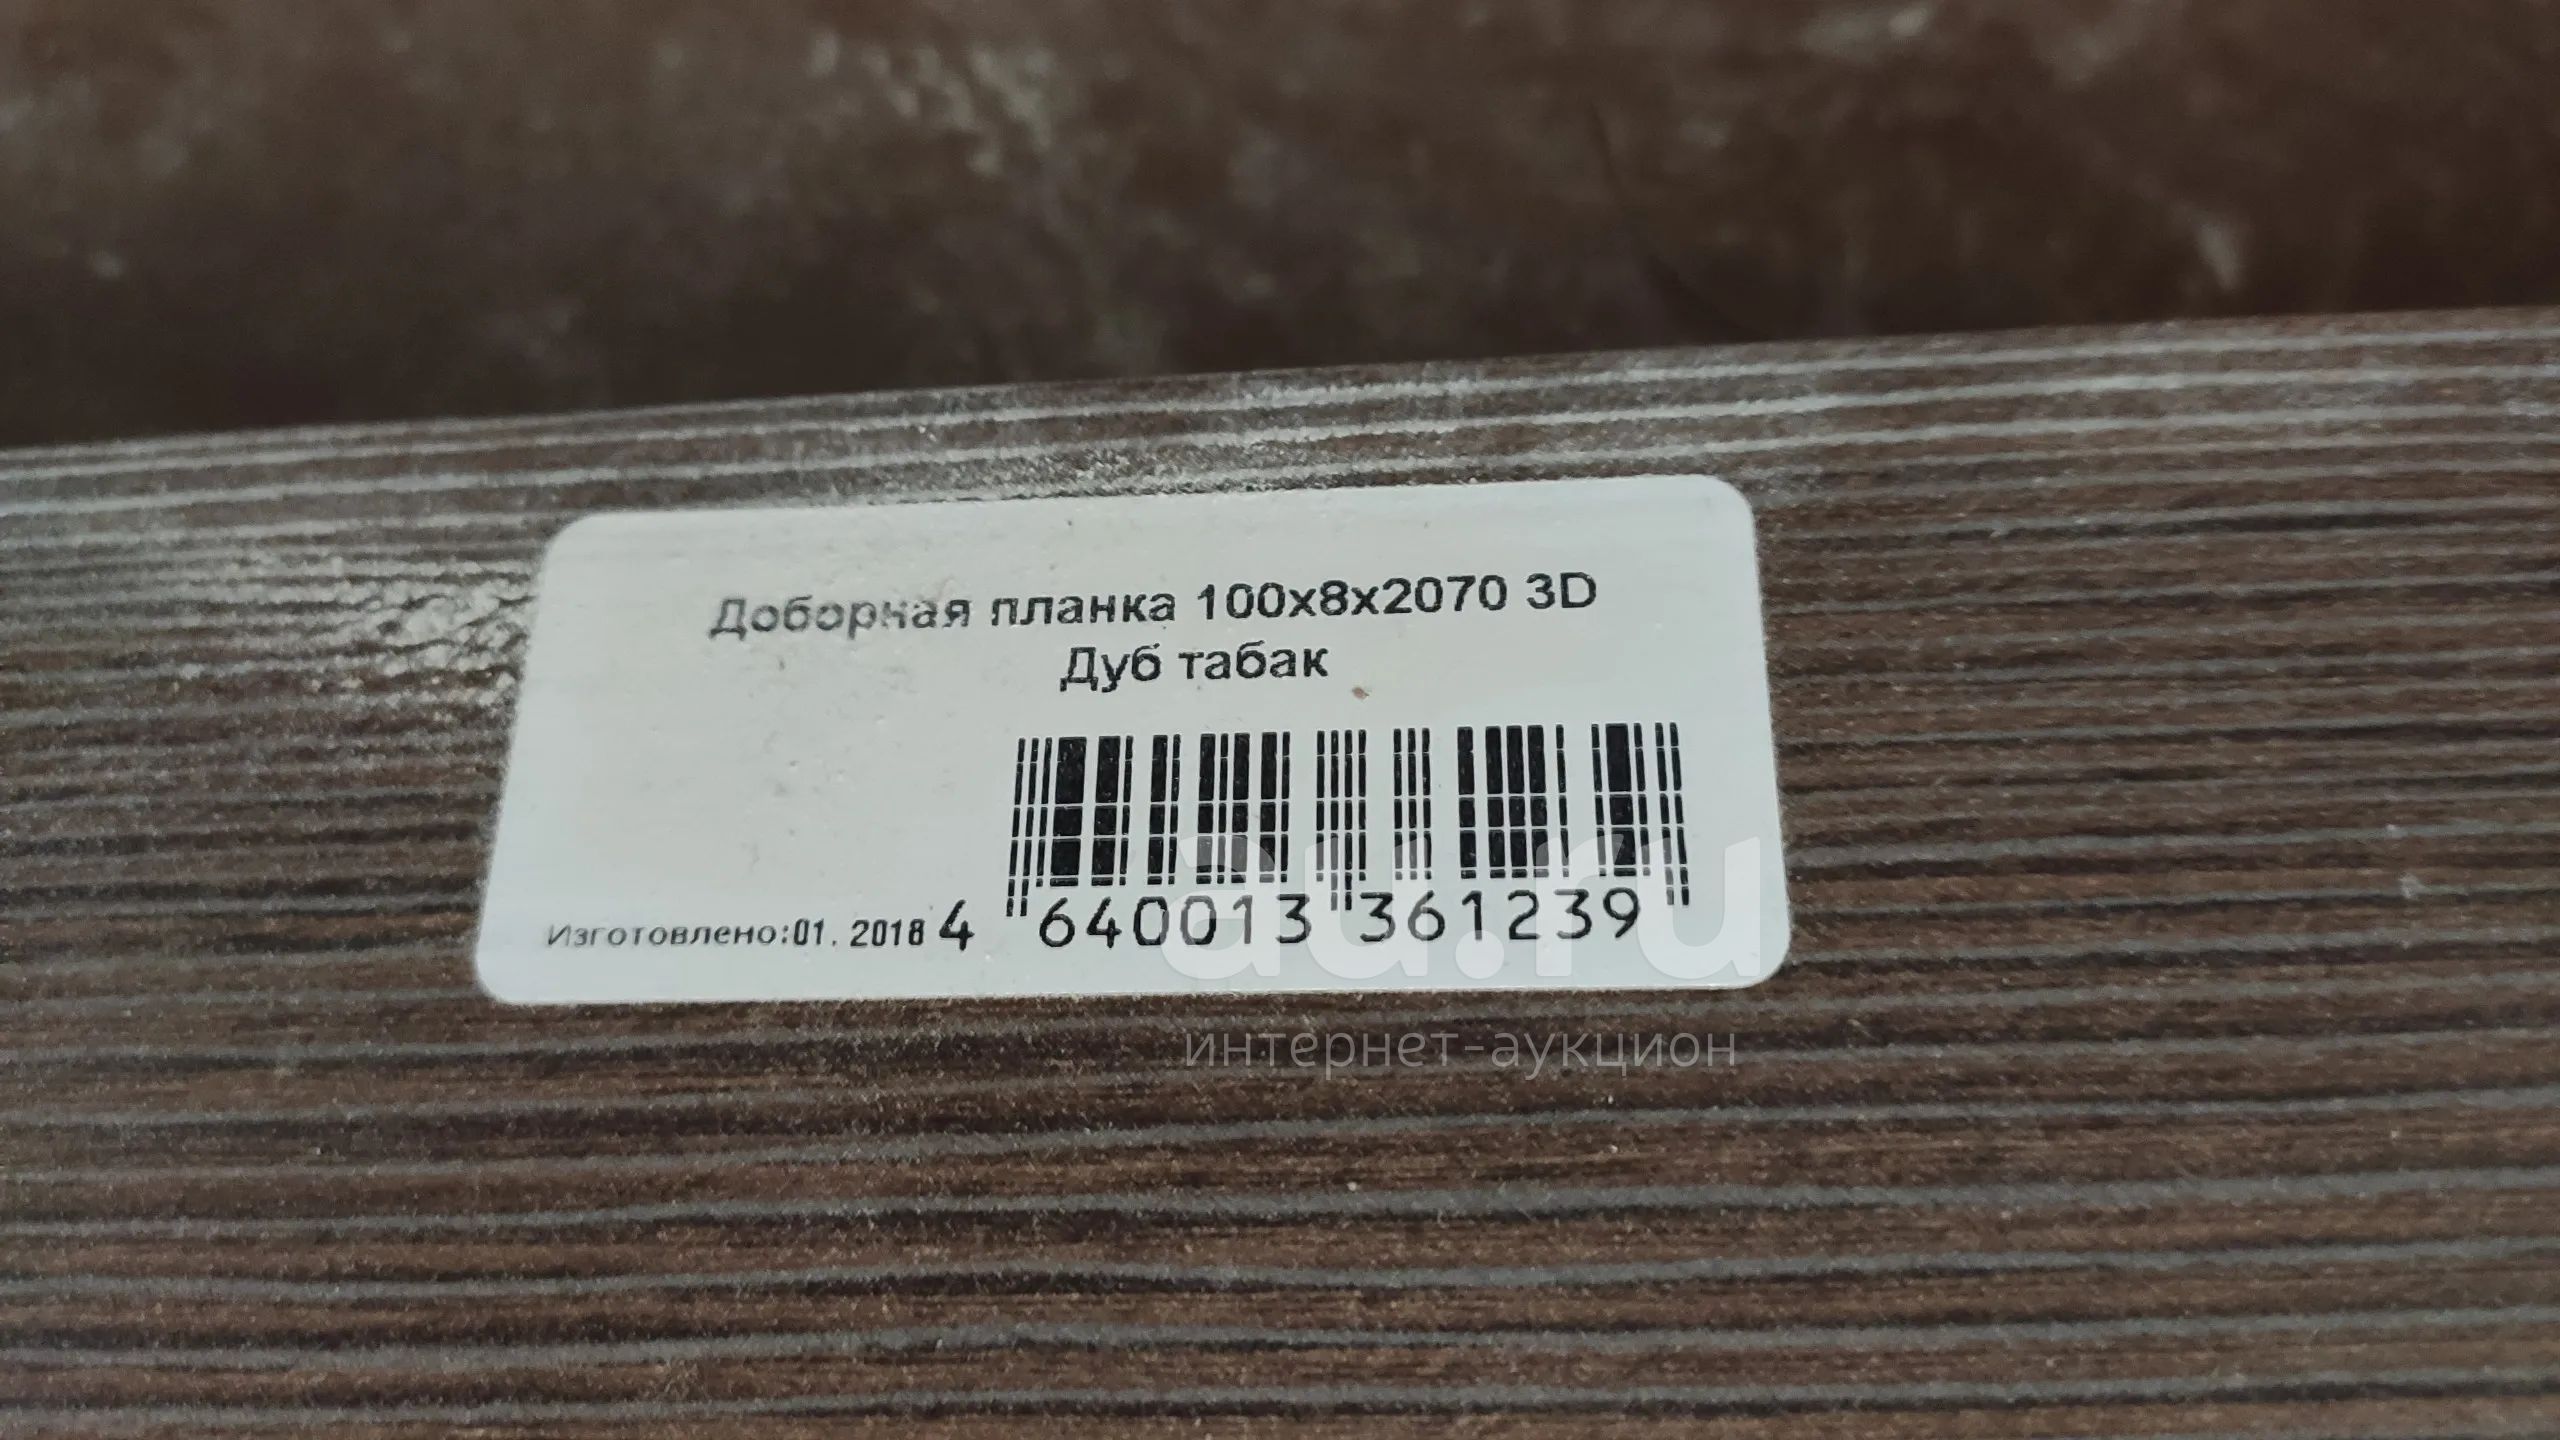 Доборная планка 100x8x2070 3D
Дуб табак
Изготовлено:01. 2018
4 640013 361239
au.ru
интернет-аукцион